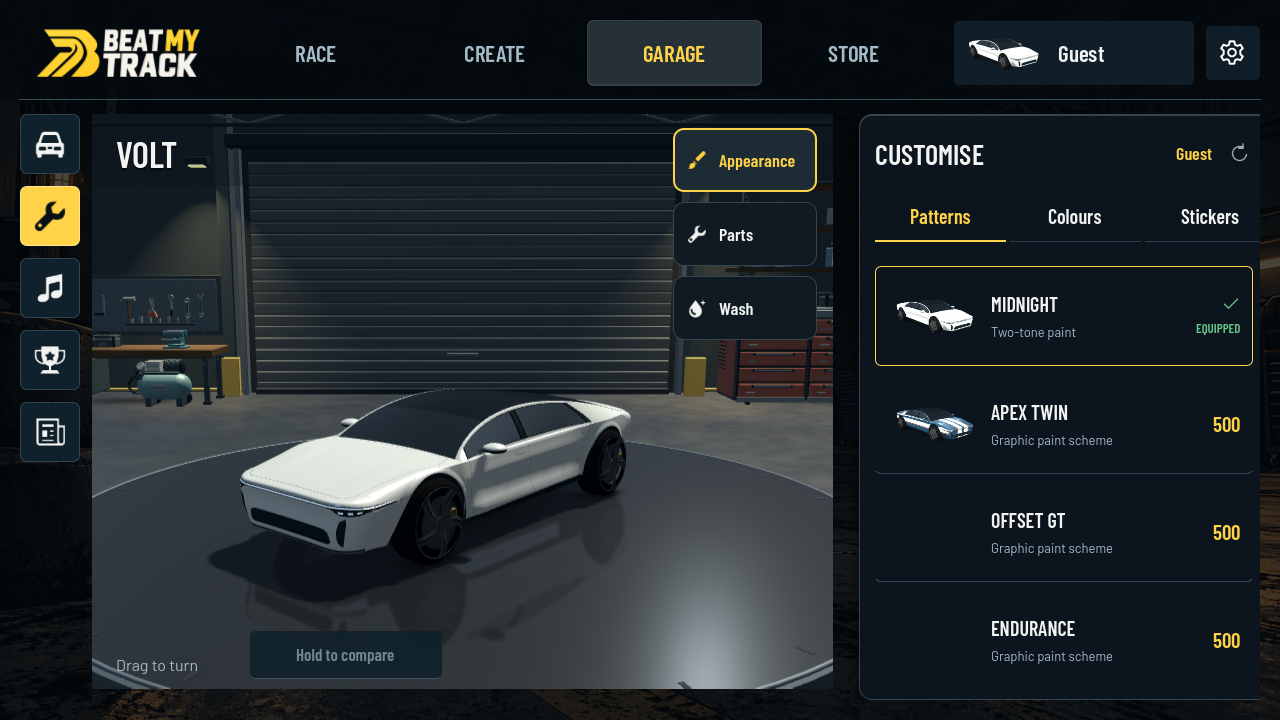 BEAT MY TRACK
RACE
CREATE
GARAGE
STORE
Guest
VOLT
Appearance
Parts
Wash
Drag to turn
Hold to compare
CUSTOMISE
Guest
Patterns
Colours
Stickers
MIDNIGHT
Two-tone paint
EQUIPPED
APEX TWIN
Graphic paint scheme
500
OFFSET GT
Graphic paint scheme
500
ENDURANCE
Graphic paint scheme
500